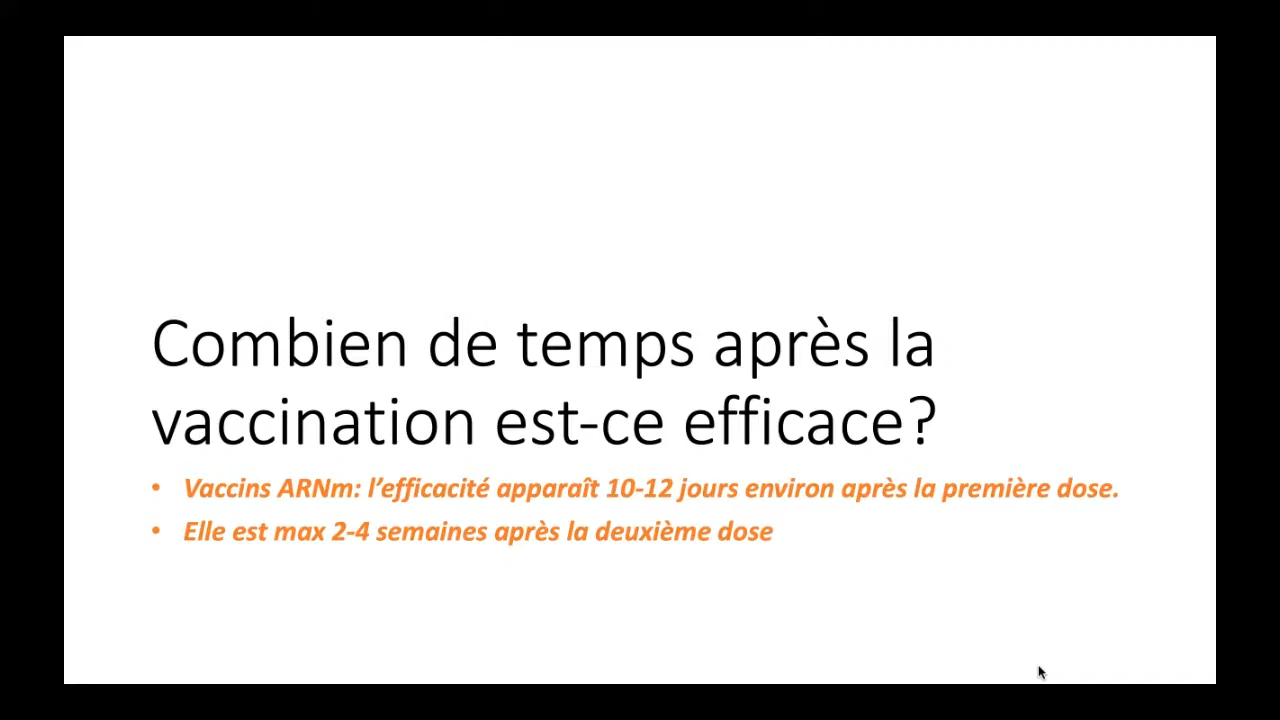 Combien de temps après la
vaccination est-ce efficace?
• Vaccins ARNm: l’efficacité apparaît 10-12 jours environ après la première dose.
• Elle est max 2-4 semaines après la deuxième dose